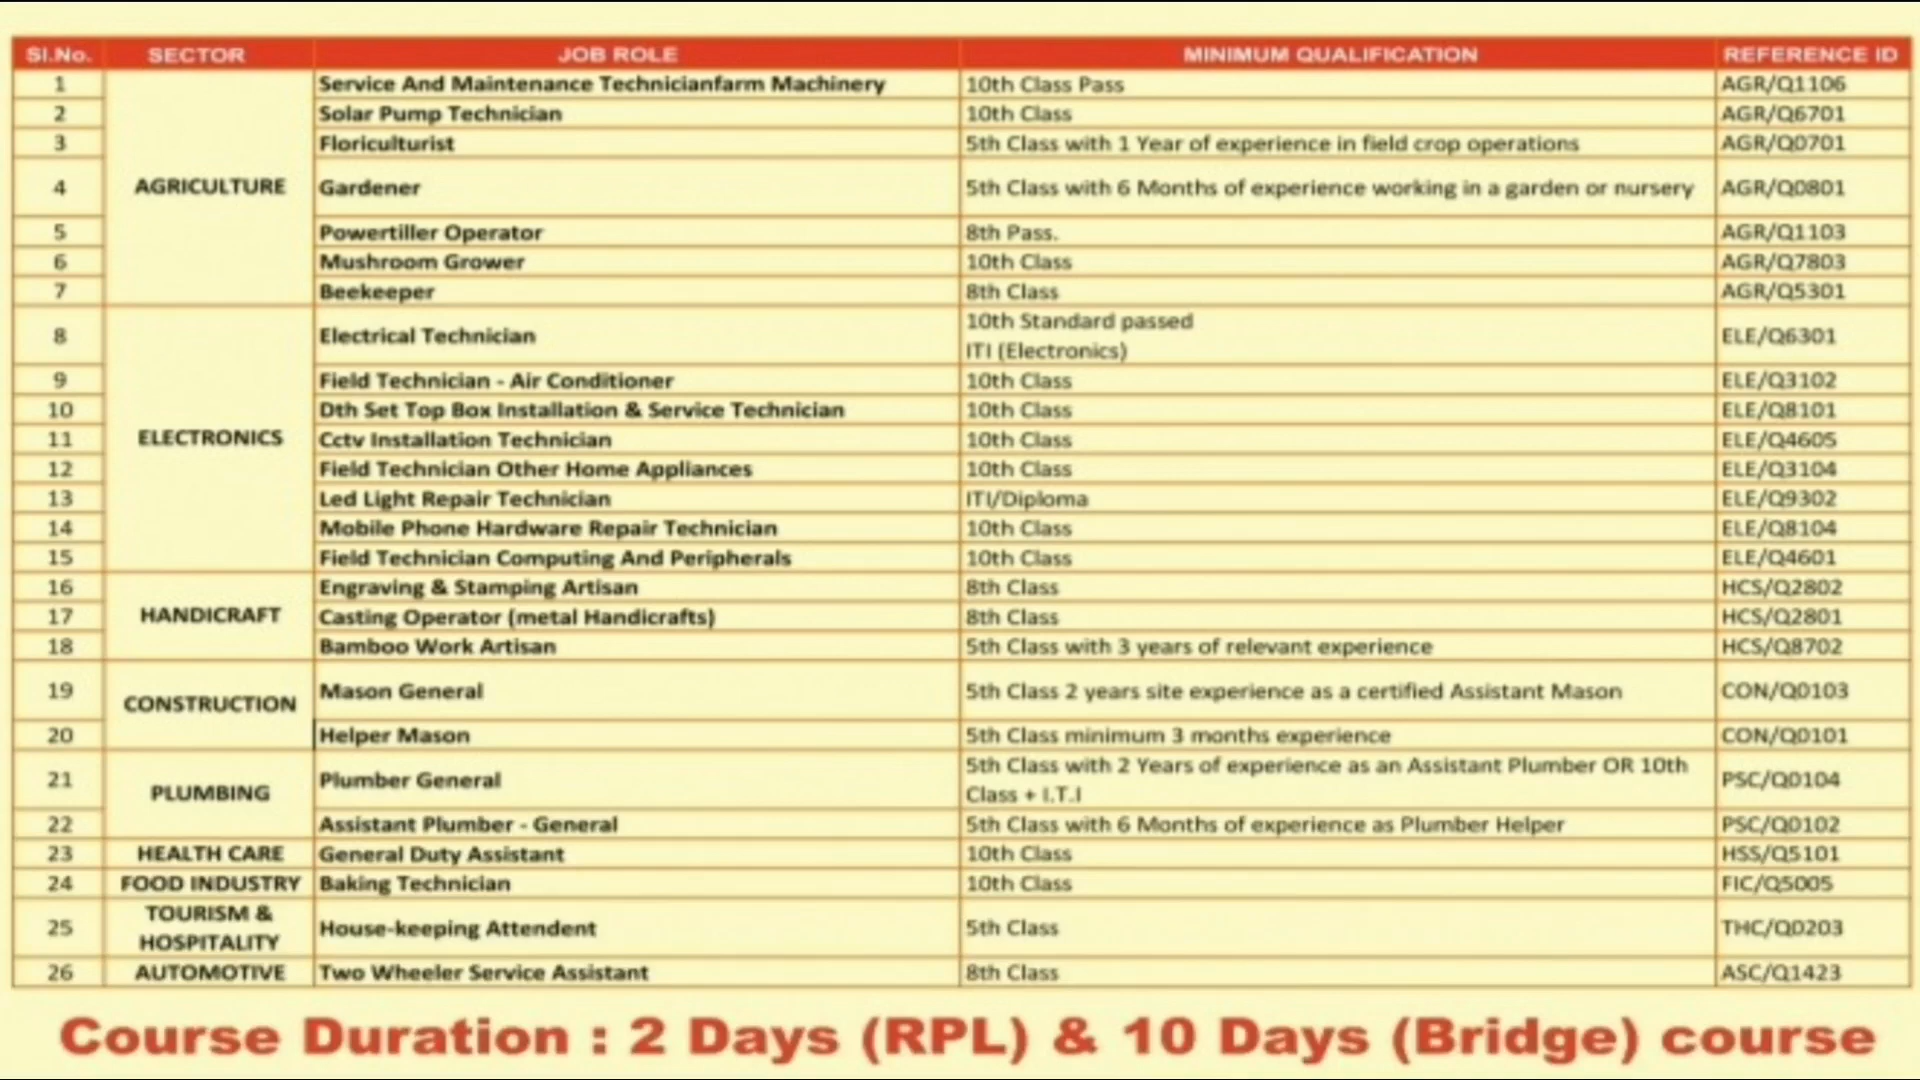 Sl.No. SECTOR JOB ROLE MINIMUM QUALIFICATION REFERENCE ID
1 Service And Maintenance Technicianfarm Machinery 10th Class Pass AGR/Q1106
2 Solar Pump Technician 10th Class AGR/Q6701
3 Floriculturist 5th Class with 1 Year of experience in field crop operations AGR/Q0701
4 AGRICULTURE Gardener 5th Class with 6 Months of experience working in a garden or nursery AGR/Q0801
5 Powertiller Operator 8th Pass. AGR/Q1103
6 Mushroom Grower 10th Class AGR/Q7803
7 Beekeeper 8th Class AGR/Q5301
8 Electrical Technician 10th Standard passed
ITI (Electronics) ELE/Q6301
9 Field Technician - Air Conditioner 10th Class ELE/Q3102
10 Dth Set Top Box Installation & Service Technician 10th Class ELE/Q8101
11 ELECTRONICS Cctv Installation Technician 10th Class ELE/Q4605
12 Field Technician Other Home Appliances 10th Class ELE/Q3104
13 Led Light Repair Technician ITI/Diploma ELE/Q9302
14 Mobile Phone Hardware Repair Technician 10th Class ELE/Q8104
15 Field Technician Computing And Peripherals 10th Class ELE/Q4601
16 Engraving & Stamping Artisan 8th Class HCS/Q2802
17 HANDICRAFT Casting Operator (metal Handicrafts) 8th Class HCS/Q2801
18 Bamboo Work Artisan 5th Class with 3 years of relevant experience HCS/Q8702
19 CONSTRUCTION Mason General 5th Class 2 years site experience as a certified Assistant Mason CON/Q0103
20 Helper Mason 5th Class minimum 3 months experience CON/Q0101
21 PLUMBING Plumber General 5th Class with 2 Years of experience as an Assistant Plumber OR 10th
Class + I.T.I PSC/Q0104
22 Assistant Plumber - General 5th Class with 6 Months of experience as Plumber Helper PSC/Q0102
23 HEALTH CARE General Duty Assistant 10th Class HSS/Q5101
24 FOOD INDUSTRY Baking Technician 10th Class FIC/Q5005
25 TOURISM &
HOSPITALITY House-keeping Attendent 5th Class THC/Q0203
26 AUTOMOTIVE Two Wheeler Service Assistant 8th Class ASC/Q1423
Course Duration : 2 Days (RPL) & 10 Days (Bridge) course